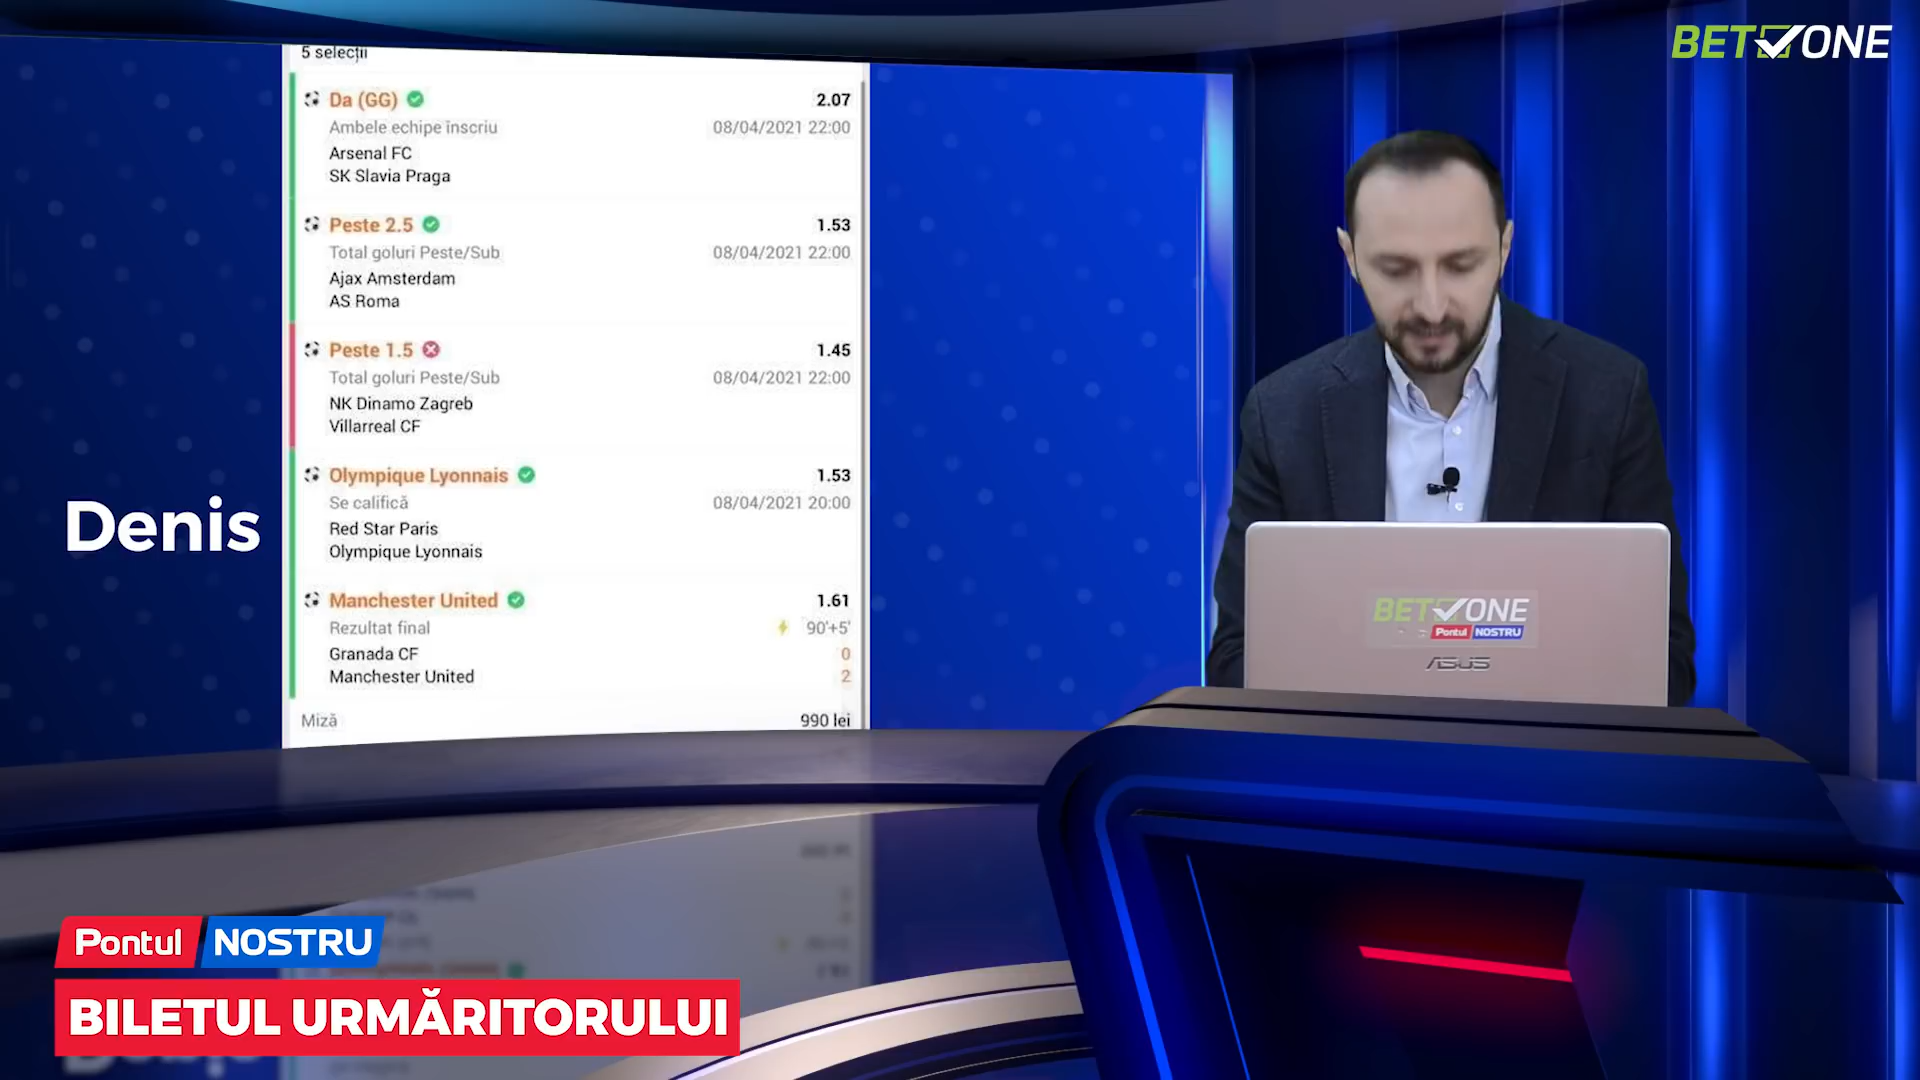 BET ONE
5 selecții
Da (GG) 2.07
Ambele echipe înscriu 08/04/2021 22:00
Arsenal FC
SK Slavia Praga
Peste 2.5 1.53
Total goluri Peste/Sub 08/04/2021 22:00
Ajax Amsterdam
AS Roma
Peste 1.5 1.45
Total goluri Peste/Sub 08/04/2021 22:00
NK Dinamo Zagreb
Villarreal CF
Olympique Lyonnais 1.53
Se califică 08/04/2021 20:00
Red Star Paris
Olympique Lyonnais
Manchester United 1.61
Rezultat final 90'+5'
Granada CF 0
Manchester United 2
Miză 990 lei
Denis
BET ONE
Pontul NOSTRU
ASUS
Pontul NOSTRU
BILETUL URMĂRITORULUI